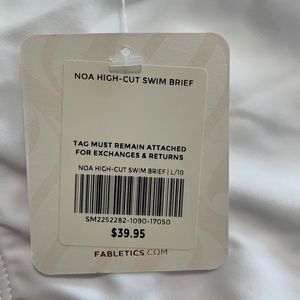 NOA HIGH-CUT SWIM BRIEF
TAG MUST REMAIN ATTACHED
FOR EXCHANGES & RETURNS
NOA HIGH-CUT SWIM BRIEF | L/10
SM2252282-1090-17050
$39.95
FABLETICS.COM